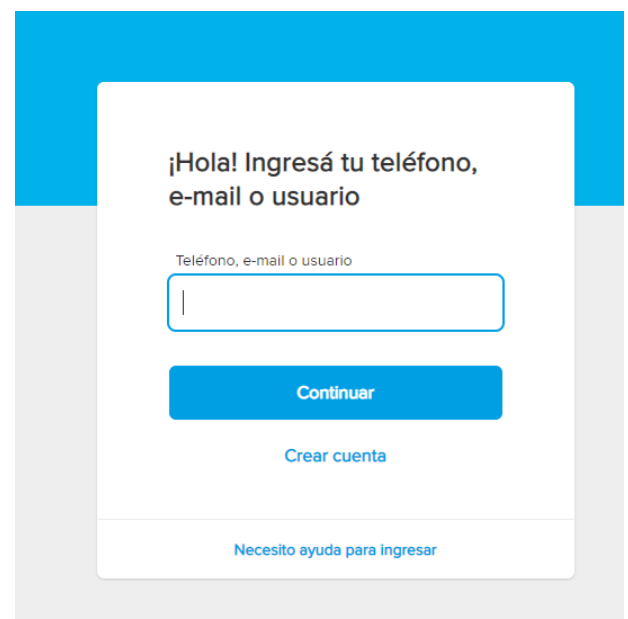 ¡Hola! Ingresá tu teléfono,
e-mail o usuario
Teléfono, e-mail o usuario
Continuar
Crear cuenta
Necesito ayuda para ingresar